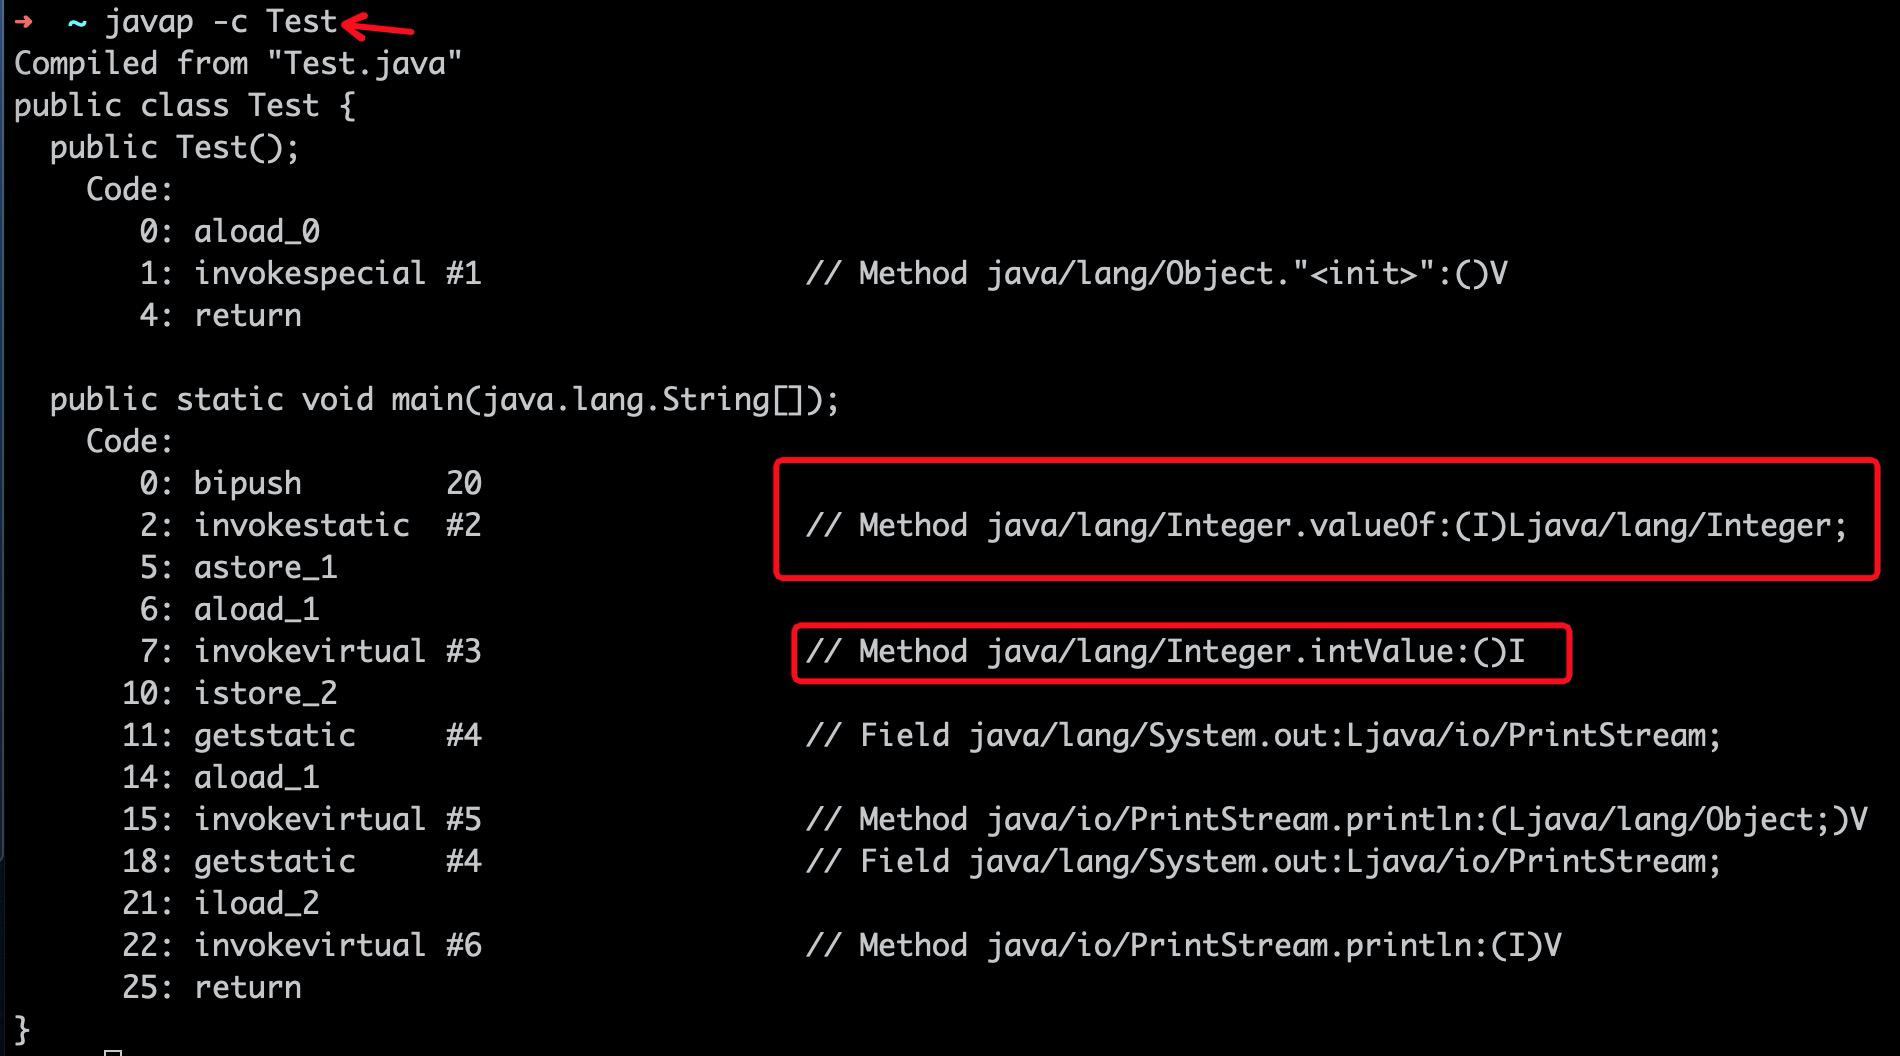 ➜  ~ javap -c Test
Compiled from "Test.java"
public class Test {
  public Test();
    Code:
       0: aload_0
       1: invokespecial #1                  // Method java/lang/Object."<init>":()V
       4: return

  public static void main(java.lang.String[]);
    Code:
       0: bipush        20
       2: invokestatic  #2                  // Method java/lang/Integer.valueOf:(I)Ljava/lang/Integer;
       5: astore_1
       6: aload_1
       7: invokevirtual #3                  // Method java/lang/Integer.intValue:()I
      10: istore_2
      11: getstatic     #4                  // Field java/lang/System.out:Ljava/io/PrintStream;
      14: aload_1
      15: invokevirtual #5                  // Method java/io/PrintStream.println:(Ljava/lang/Object;)V
      18: getstatic     #4                  // Field java/lang/System.out:Ljava/io/PrintStream;
      21: iload_2
      22: invokevirtual #6                  // Method java/io/PrintStream.println:(I)V
      25: return
}